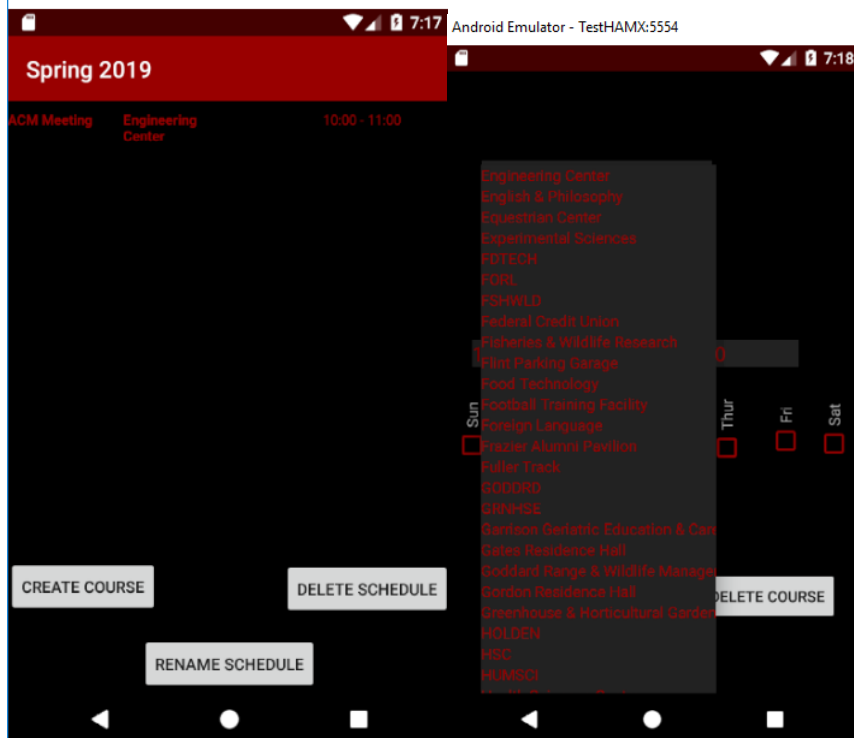 7:17
Spring 2019
ACM Meeting Engineering 10:00 - 11:00
Center
CREATE COURSE
DELETE SCHEDULE
RENAME SCHEDULE
Android Emulator - TestHAMX:5554
7:18
Engineering Center
English & Philosophy
Equestrian Center
Experimental Sciences
FDTECH
FORL
FSHWLD
Federal Credit Union
Fisheries & Wildlife Research
1 0
Flint Parking Garage
Food Technology
Football Training Facility
Foreign Language
Frazier Alumni Pavilion
Fuller Track
GODDRD
GRNHSE
Garrison Geriatric Education & Care
Gates Residence Hall
Goddard Range & Wildlife Manage
Gordon Residence Hall
Greenhouse & Horticultural Garden
HOLDEN
HSC
HUMSCI
Sun
Thur
Fri
Sat
DELETE COURSE